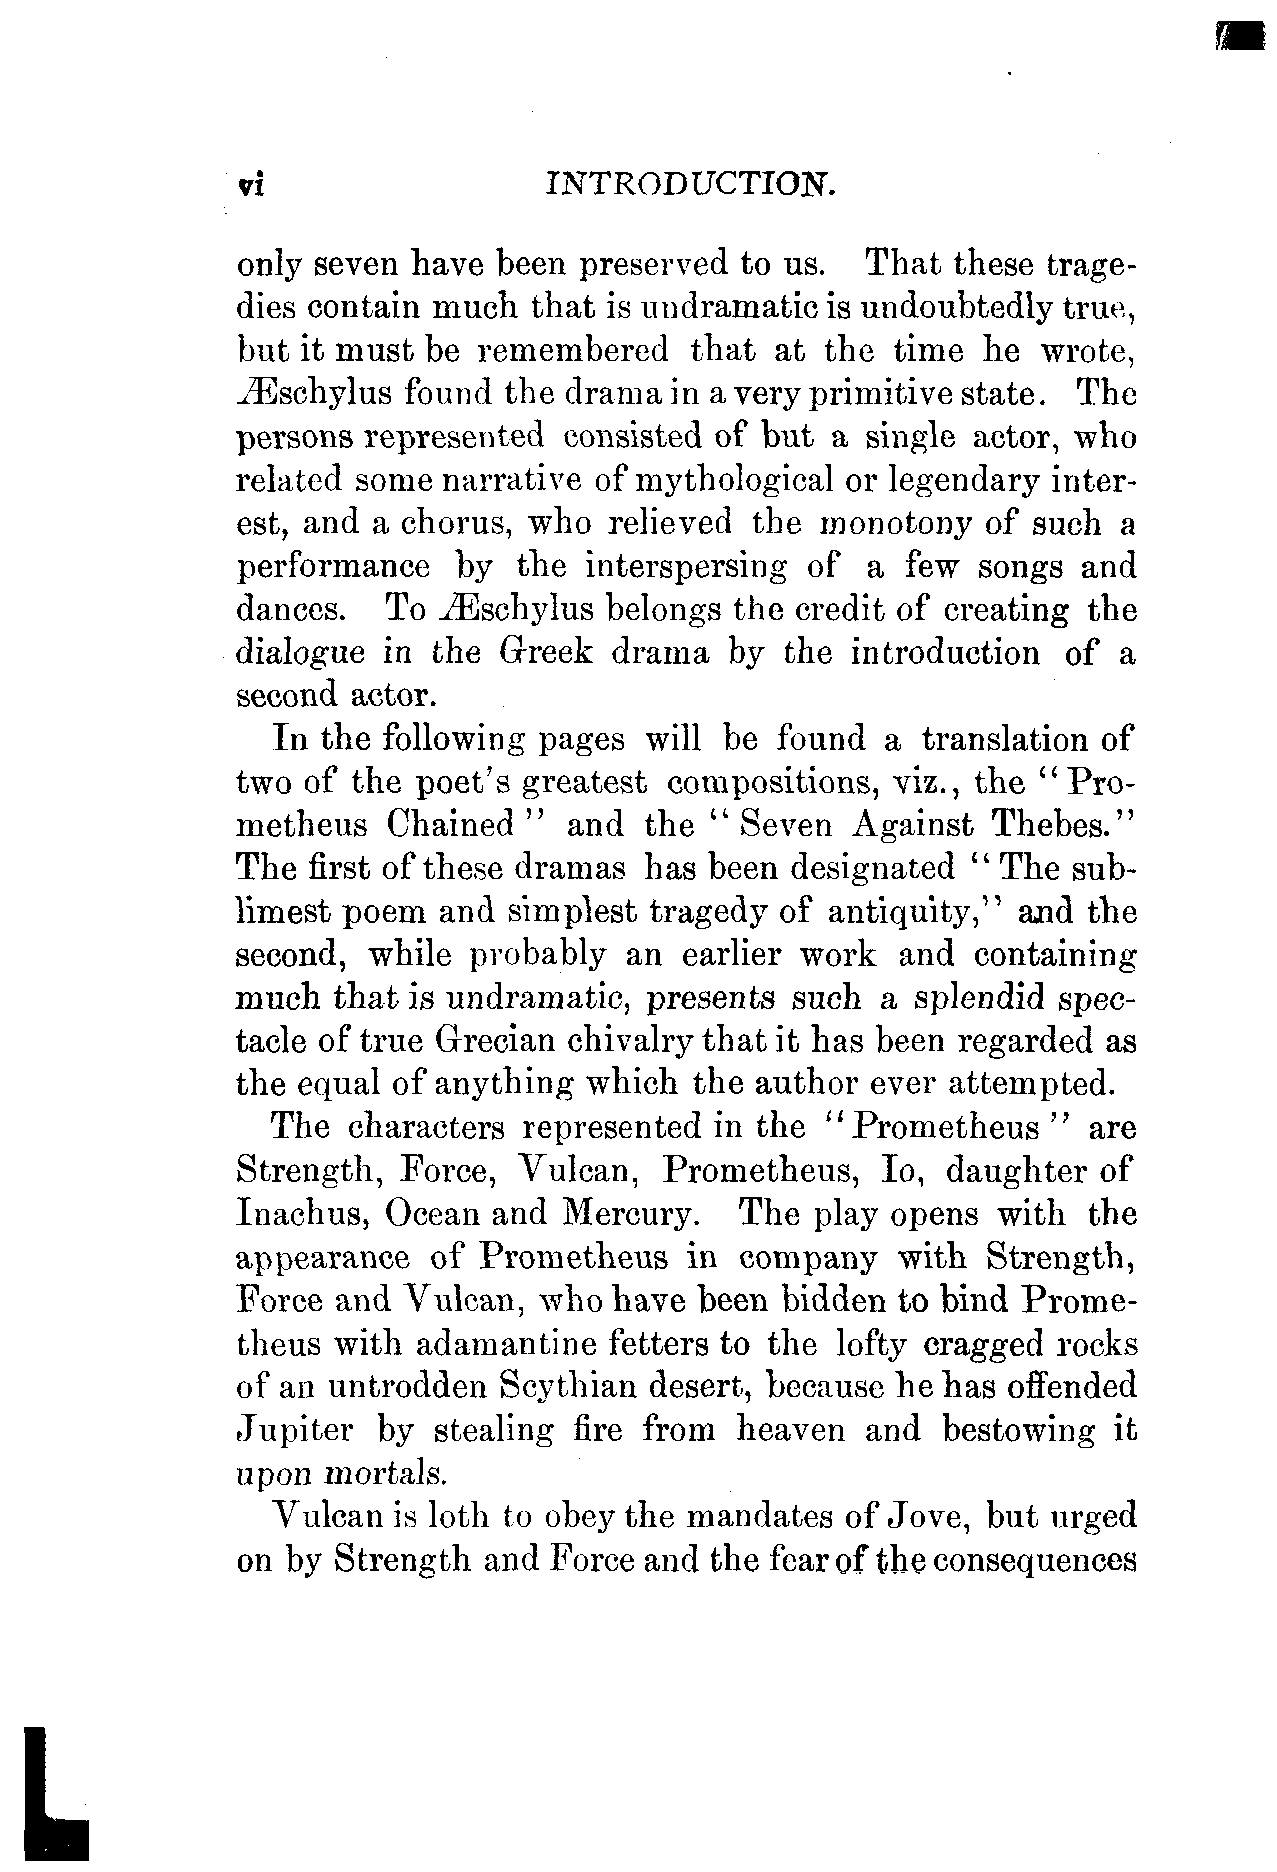 vi INTRODUCTION.
only seven have been preserved to us. That these trage-
dies contain much that is undramatic is undoubtedly true,
but it must be remembered that at the time he wrote,
Æschylus found the drama in a very primitive state. The
persons represented consisted of but a single actor, who
related some narrative of mythological or legendary inter-
est, and a chorus, who relieved the monotony of such a
performance by the interspersing of a few songs and
dances. To Æschylus belongs the credit of creating the
dialogue in the Greek drama by the introduction of a
second actor.
In the following pages will be found a translation of
two of the poet's greatest compositions, viz., the "Pro-
metheus Chained" and the "Seven Against Thebes."
The first of these dramas has been designated "The sub-
limest poem and simplest tragedy of antiquity," and the
second, while probably an earlier work and containing
much that is undramatic, presents such a splendid spec-
tacle of true Grecian chivalry that it has been regarded as
the equal of anything which the author ever attempted.
The characters represented in the "Prometheus" are
Strength, Force, Vulcan, Prometheus, Io, daughter of
Inachus, Ocean and Mercury. The play opens with the
appearance of Prometheus in company with Strength,
Force and Vulcan, who have been bidden to bind Prome-
theus with adamantine fetters to the lofty cragged rocks
of an untrodden Scythian desert, because he has offended
Jupiter by stealing fire from heaven and bestowing it
upon mortals.
Vulcan is loth to obey the mandates of Jove, but urged
on by Strength and Force and the fear of the consequences